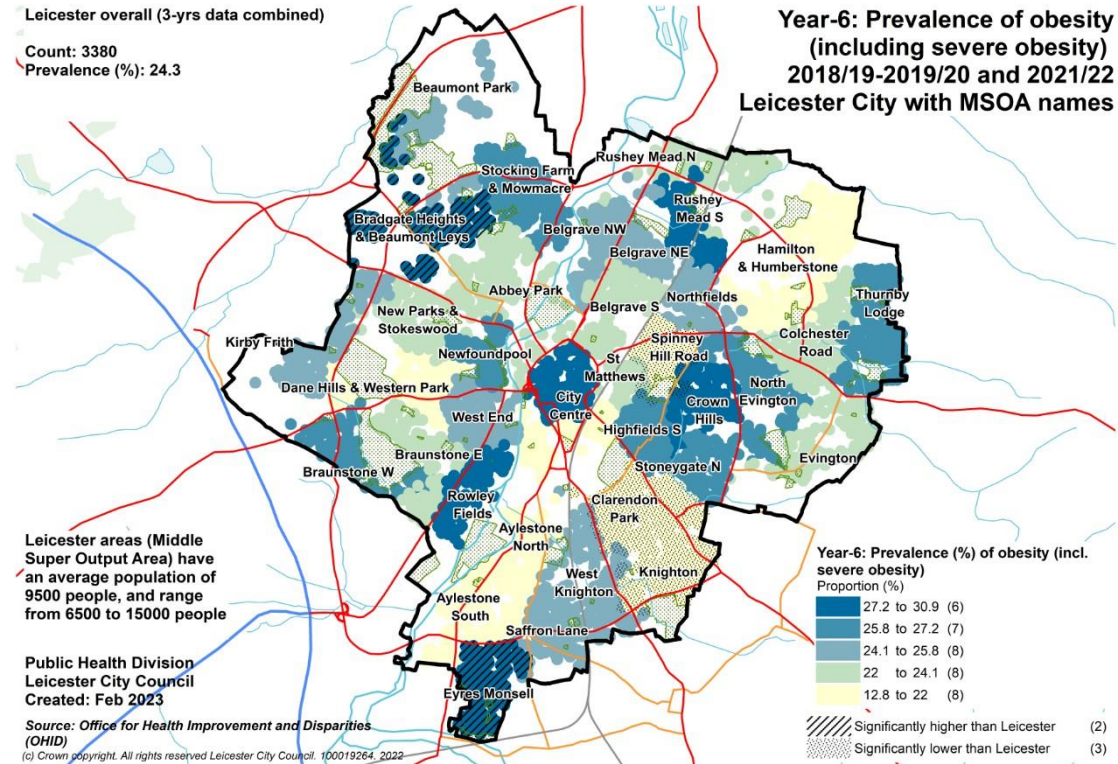 Leicester overall (3-yrs data combined)
Count: 3380
Prevalence (%): 24.3
Year-6: Prevalence of obesity
(including severe obesity)
2018/19-2019/20 and 2021/22
Leicester City with MSOA names
Beaumont Park
Rushey Mead N
Stocking Farm
& Mowmacre
Rushey
Mead S
Bradgate Heights
& Beaumont Leys
Belgrave NW
Belgrave NE
Hamilton
& Humberstone
Abbey Park
Northfields
Thurnby
Lodge
Belgrave S
New Parks &
Stokeswood
Colchester
Road
Kirby Frith
Newfoundpool
Spinney
Hill Road
St
Matthews
Dane Hills & Western Park
North
Evington
City
Centre
Crown
Hills
West End
Highfields S
Braunstone E
Evington
Braunstone W
Stoneygate N
Rowley
Fields
Clarendon
Park
Aylestone
North
West
Knighton
Knighton
Aylestone
South
Saffron Lane
Eyres Monsell
Leicester areas (Middle
Super Output Area) have
an average population of
9500 people, and range
from 6500 to 15000 people
Public Health Division
Leicester City Council
Created: Feb 2023
Source: Office for Health Improvement and Disparities
(OHID)
(c) Crown copyright. All rights reserved Leicester City Council. 100019264. 2022
Year-6: Prevalence (%) of obesity (incl.
severe obesity)
Proportion (%)
27.2 to 30.9 (6)
25.8 to 27.2 (7)
24.1 to 25.8 (8)
22 to 24.1 (8)
12.8 to 22 (8)
Significantly higher than Leicester (2)
Significantly lower than Leicester (3)